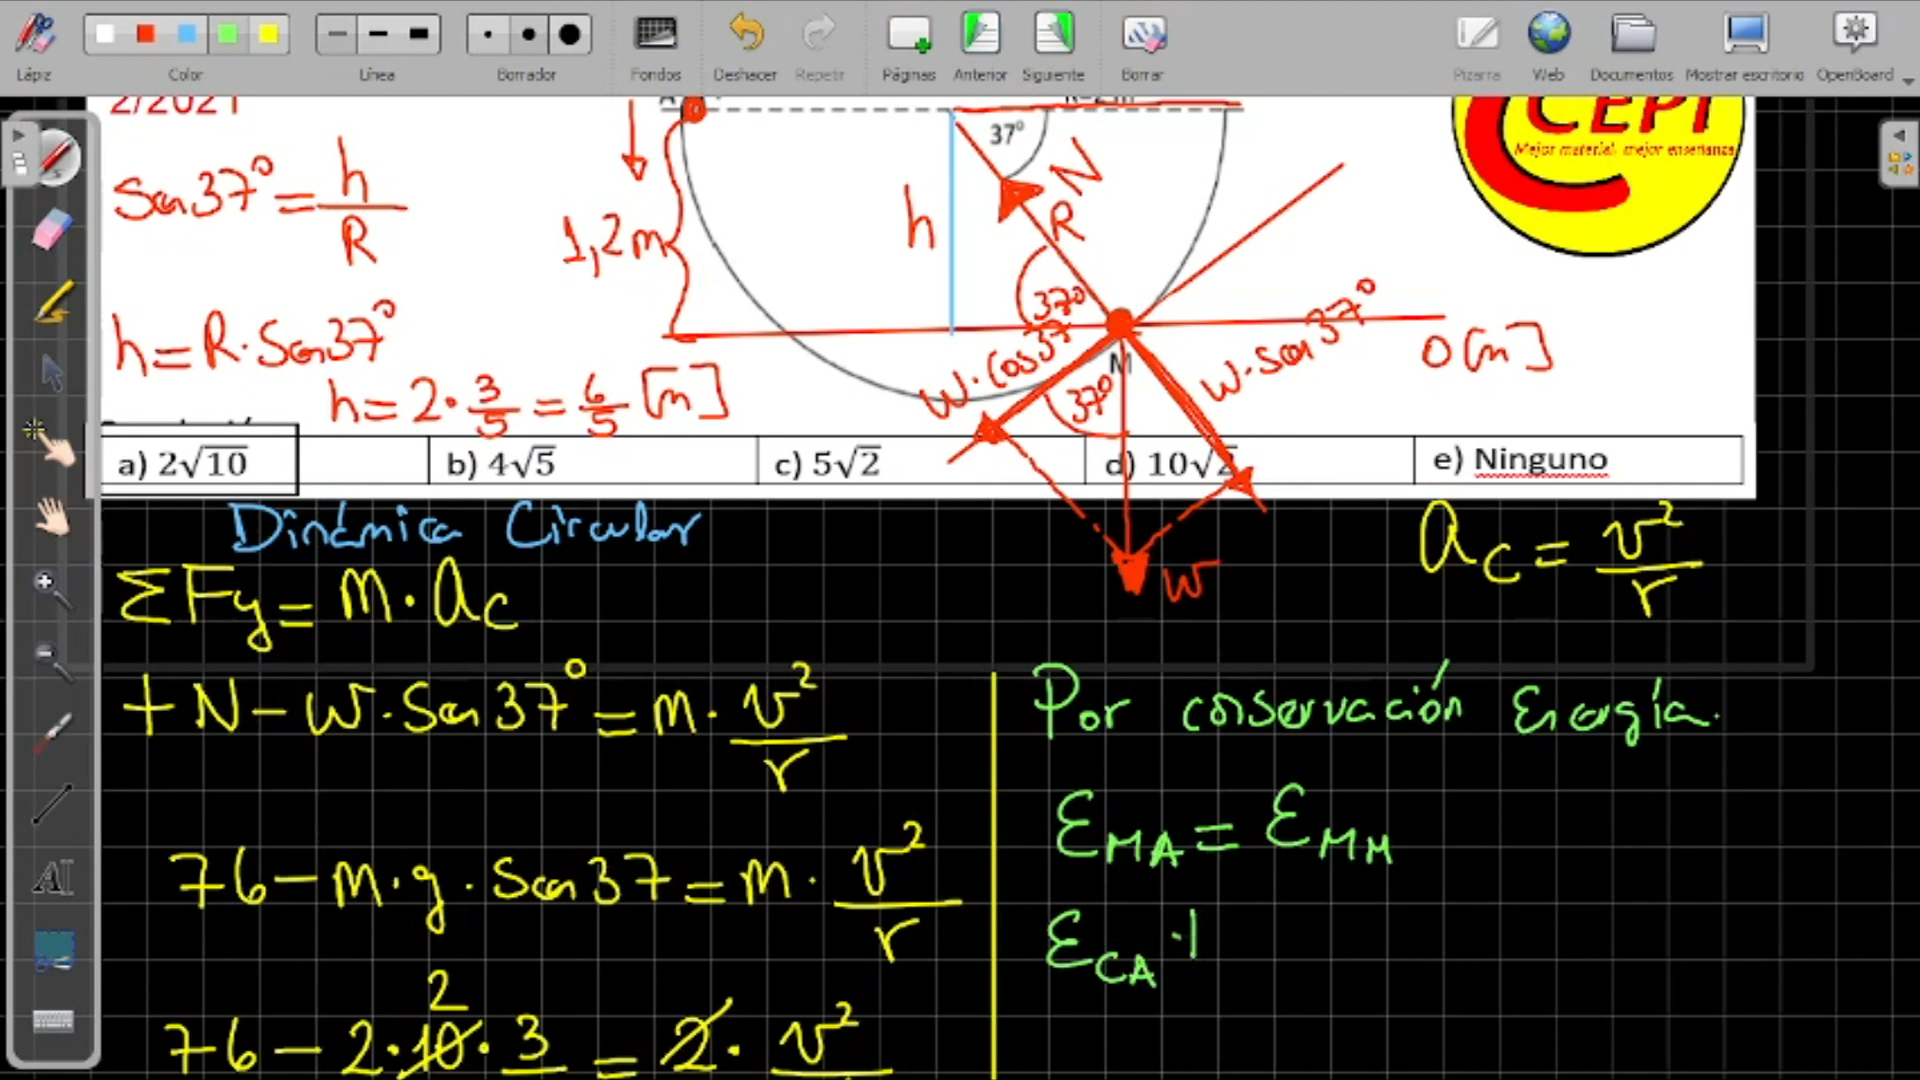 Lápiz Color Línea Borrador Fondos Deshacer Repetir Páginas Anterior Siguiente Borrar Pizarra Web Documentos Mostrar escritorio OpenBoard
2/2021
37°
CEPI
Mejor material, mejor enseñanza
Sen37° = h/R
1,2m
h
N
R
37°
h = R·Sen37°
h = 2·3/5 = 6/5 [m]
W·Cos37
M
37°
W·sen37°
0[m]
a) 2√10
b) 4√5
c) 5√2
d) 10√2
e) Ninguno
W
Dinámica Circular
ac = v²/r
ΣFy = m·ac
+N-W·Sen37° = m·v²/r
Por conservación Energía.
EMA = EMM
76-m·g·Sen37 = m·v²/r
ECA
2
76-2·10·3 = 2·v²